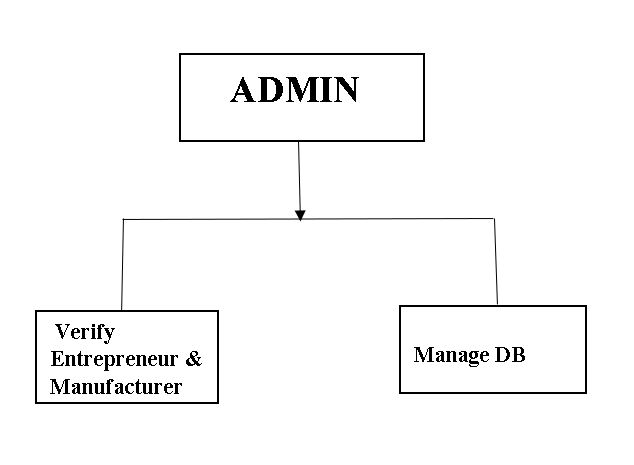 ADMIN
Verify
Entrepreneur &
Manufacturer
Manage DB